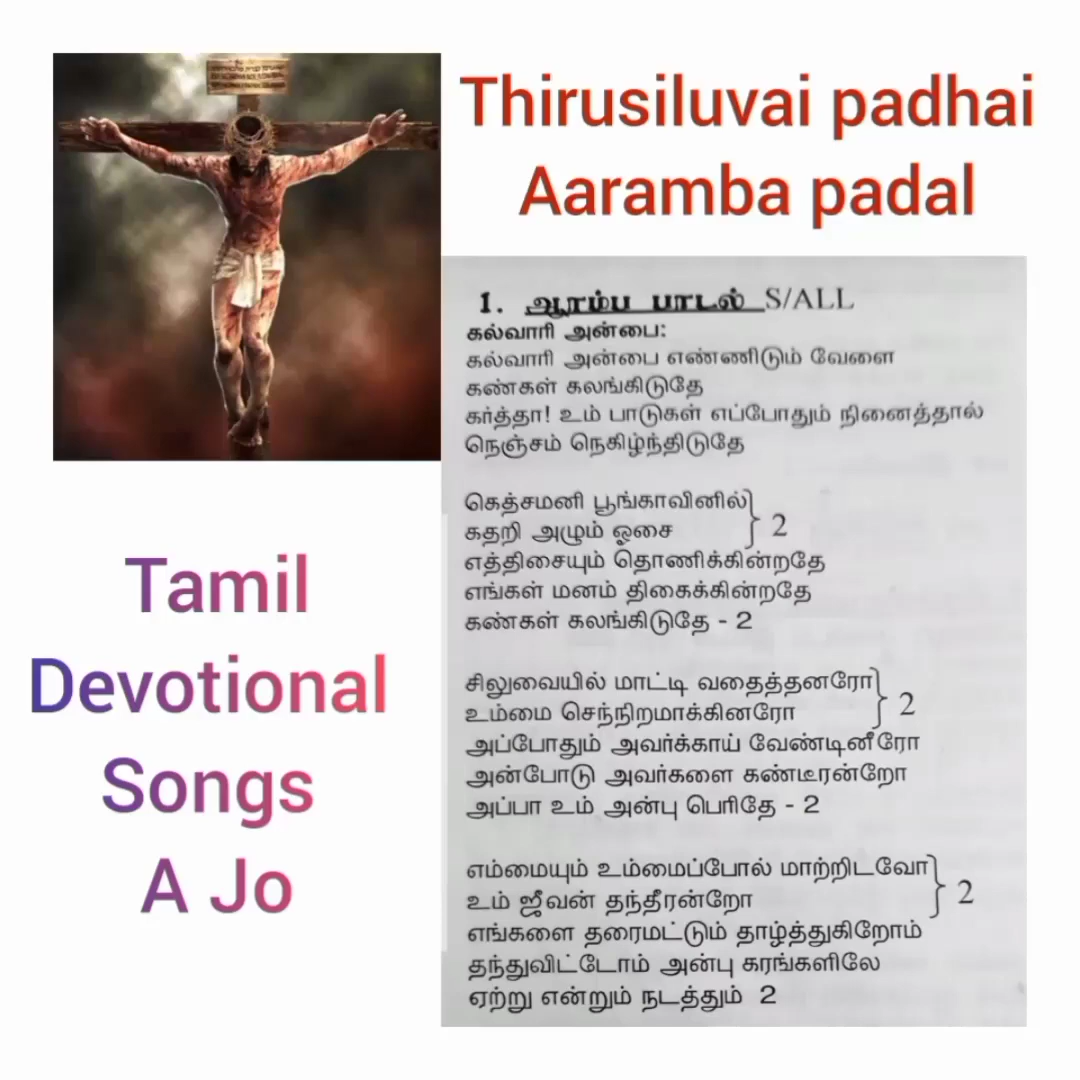 Thirusiluvai padhai
Aaramba padal
1. ஆரம்ப பாடல் S/ALL
கல்வாரி அன்பை:
கல்வாரி அன்பை எண்ணிடும் வேளை
கண்கள் கலங்கிடுதே
கர்த்தா! உம் பாடுகள் எப்போதும் நினைத்தால்
நெஞ்சம் நெகிழ்ந்திடுதே
கெத்சமனி பூங்காவினில்
கதறி அழும் ஓசை } 2
எத்திசையும் தொணிக்கின்றதே
எங்கள் மனம் திகைக்கின்றதே
கண்கள் கலங்கிடுதே - 2
சிலுவையில் மாட்டி வதைத்தனரோ
உம்மை செந்நிறமாக்கினரோ } 2
அப்போதும் அவர்க்காய் வேண்டினீரோ
அன்போடு அவர்களை கண்டீரன்றோ
அப்பா உம் அன்பு பெரிதே - 2
எம்மையும் உம்மைப்போல் மாற்றிடவோ
உம் ஜீவன் தந்தீரன்றோ } 2
எங்களை தரைமட்டும் தாழ்த்துகிறோம்
தந்துவிட்டோம் அன்பு கரங்களிலே
ஏற்று என்றும் நடத்தும் 2
Tamil
Devotional
Songs
A Jo